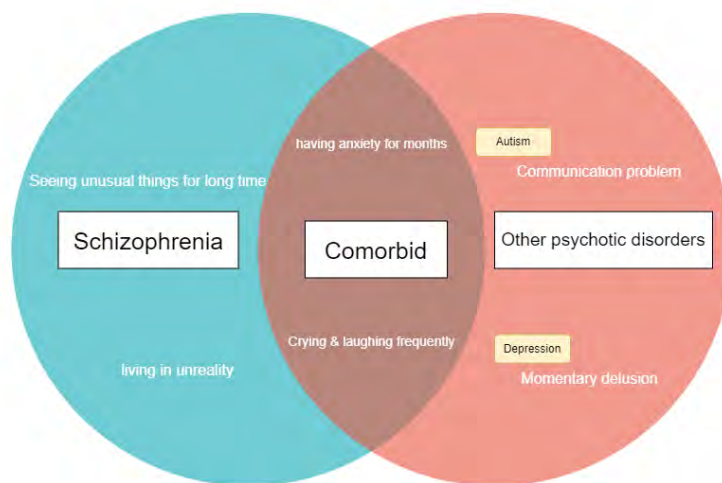 having anxiety for months
Autism
Communication problem
Seeing unusual things for long time
Schizophrenia
Comorbid
Other psychotic disorders
Crying & laughing frequently
Depression
living in unreality
Momentary delusion